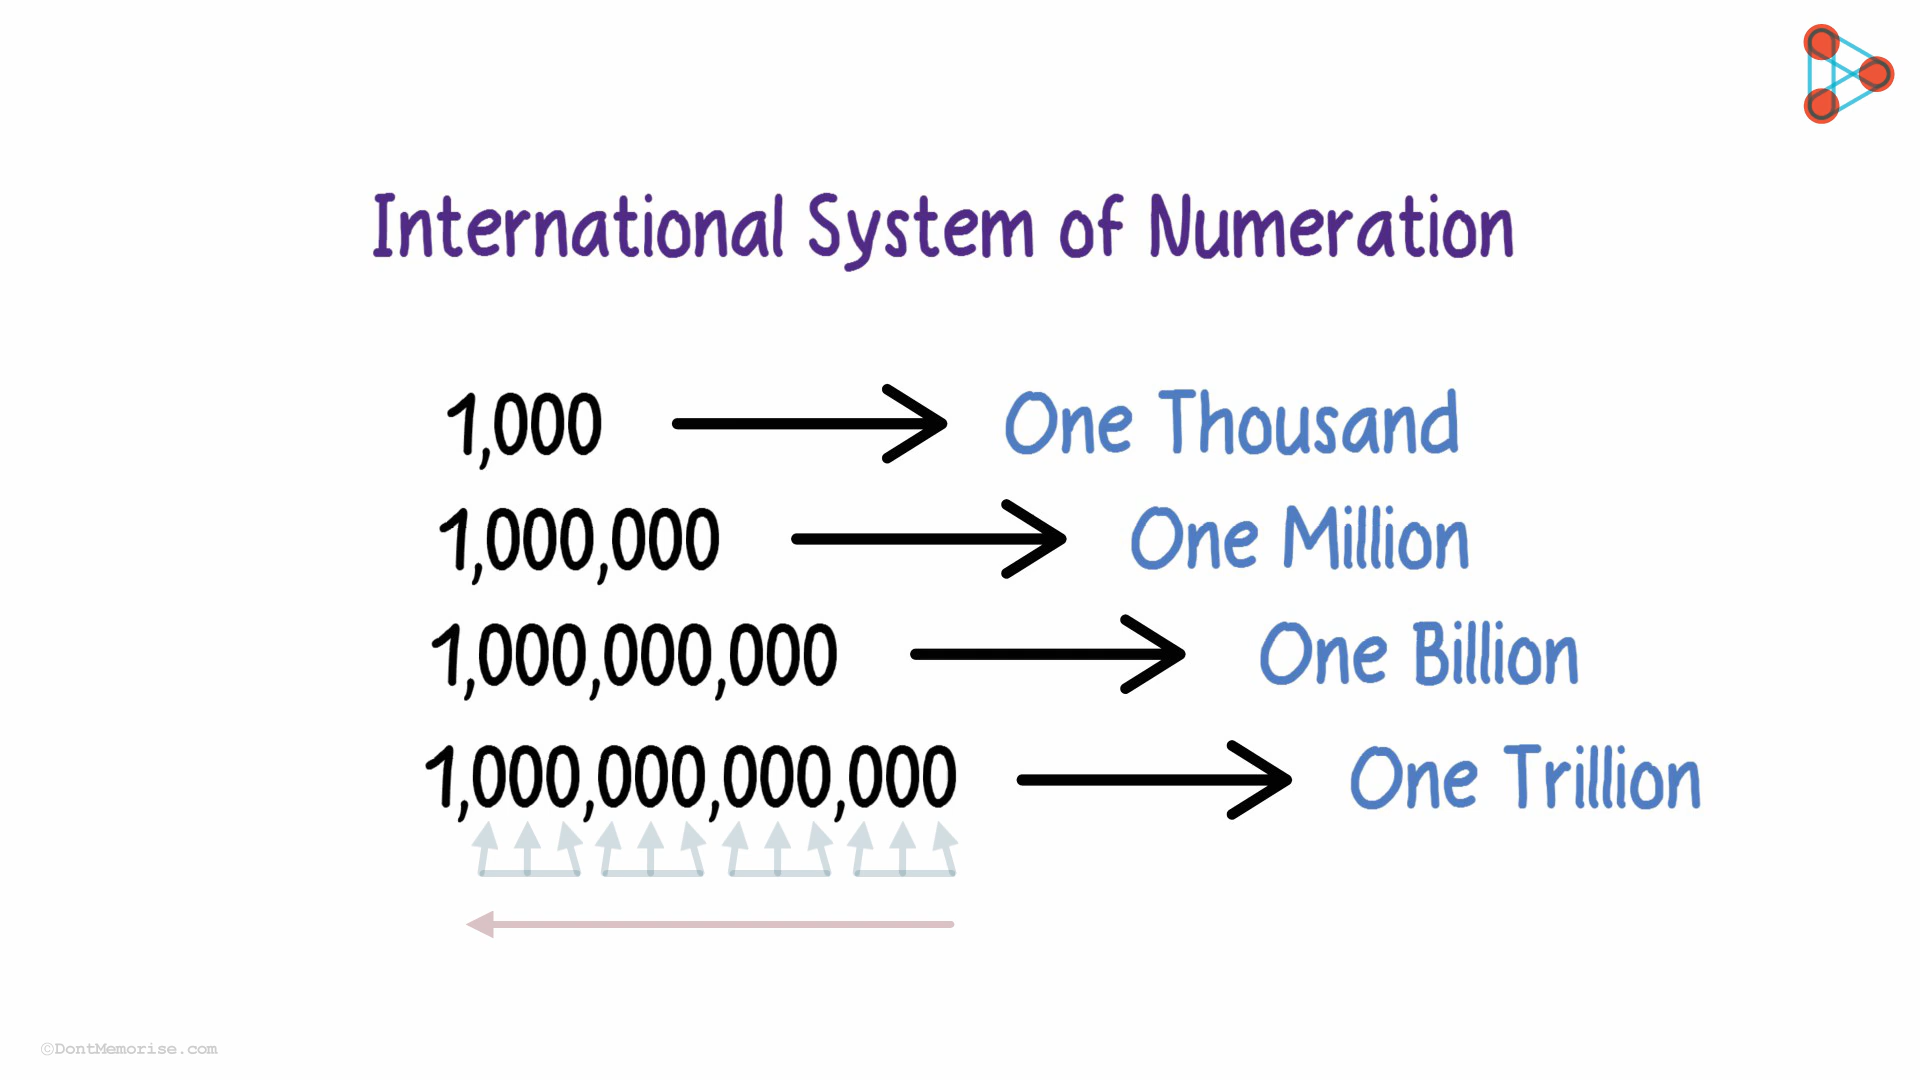 International System of Numeration
1,000 One Thousand
1,000,000 One Million
1,000,000,000 One Billion
1,000,000,000,000 One Trillion
©DontMemorise.com